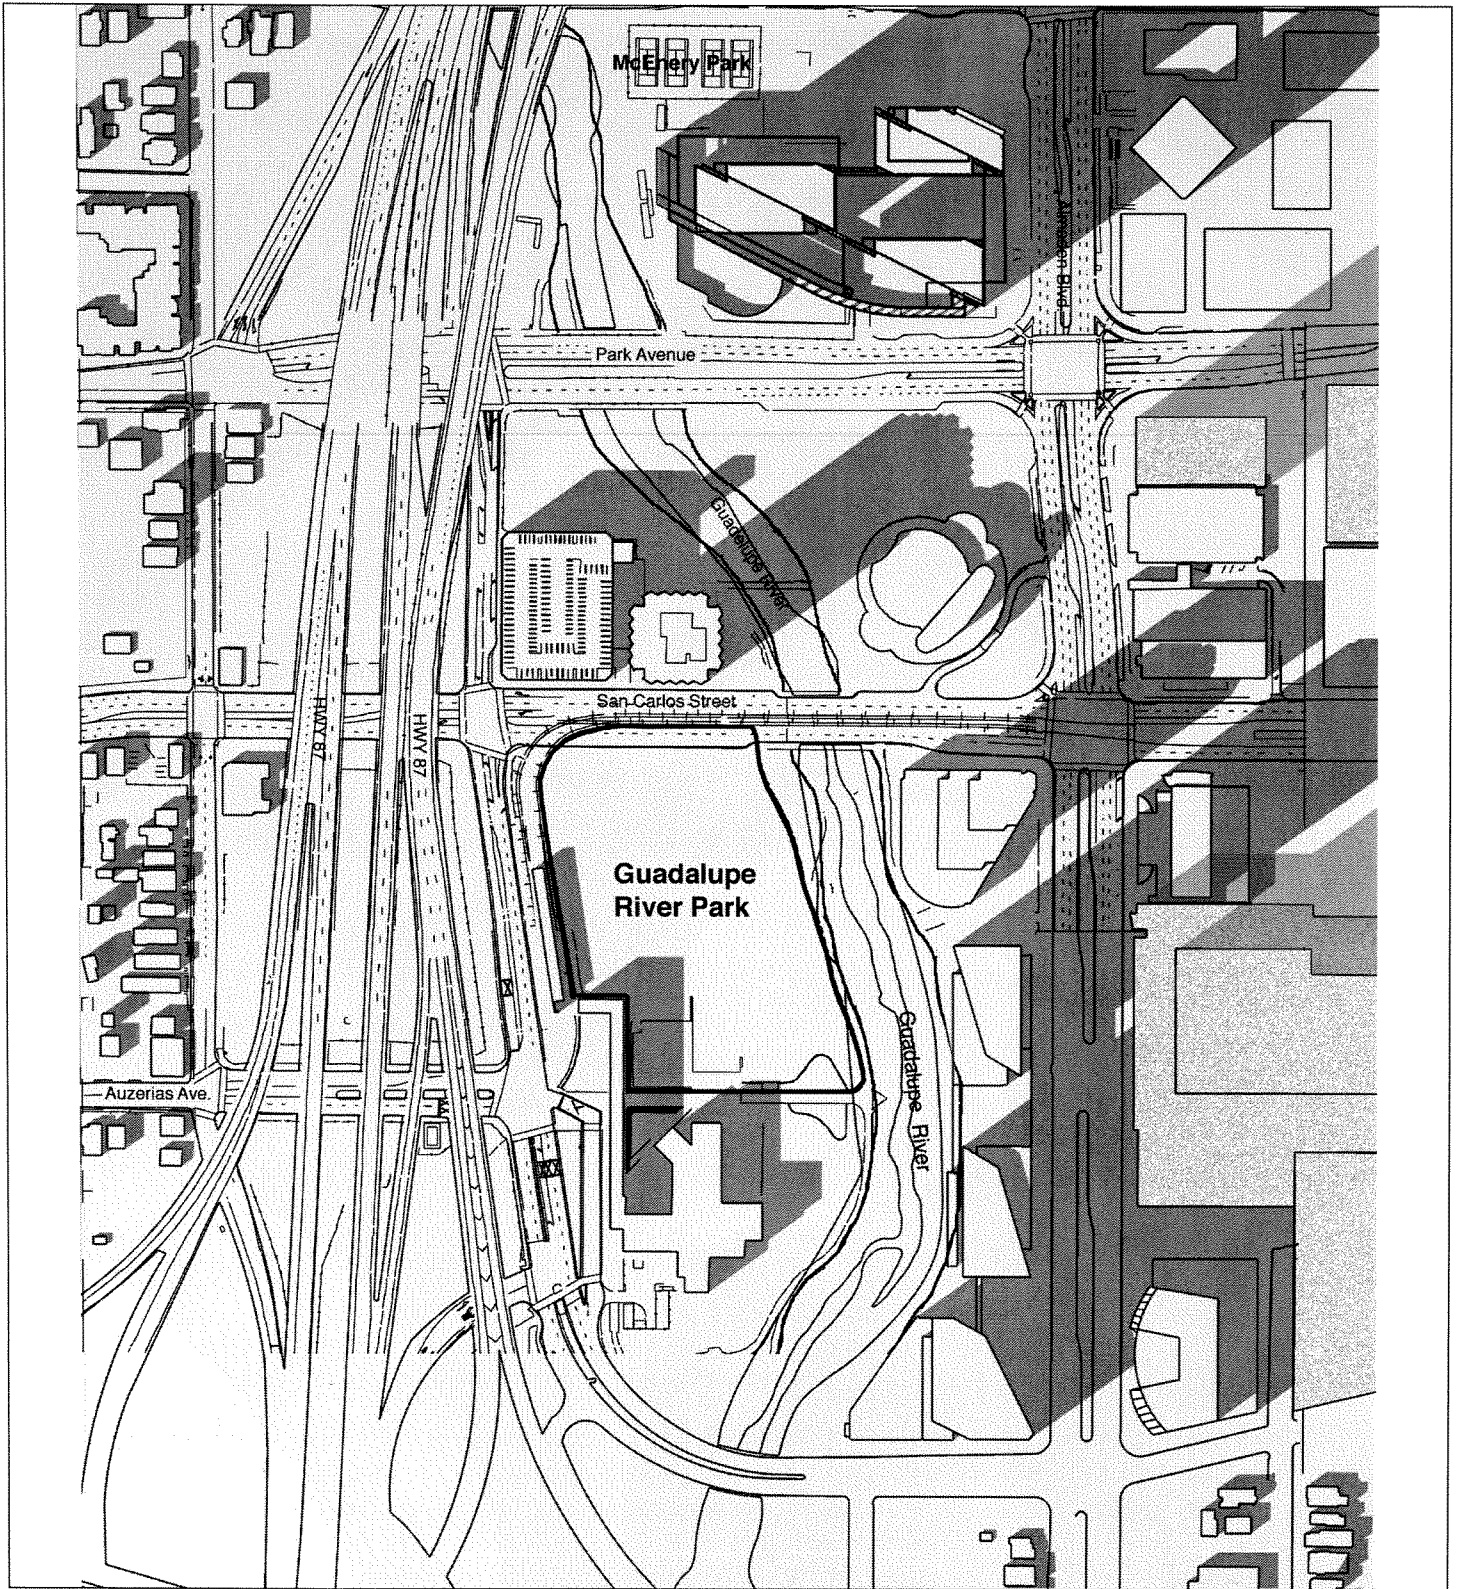 McEnery Park
Almaden Blvd.
Park Avenue
Guadalupe River
San Carlos Street
HWY 87
HWY 87
Guadalupe
River Park
Guadalupe River
Auzerias Ave.